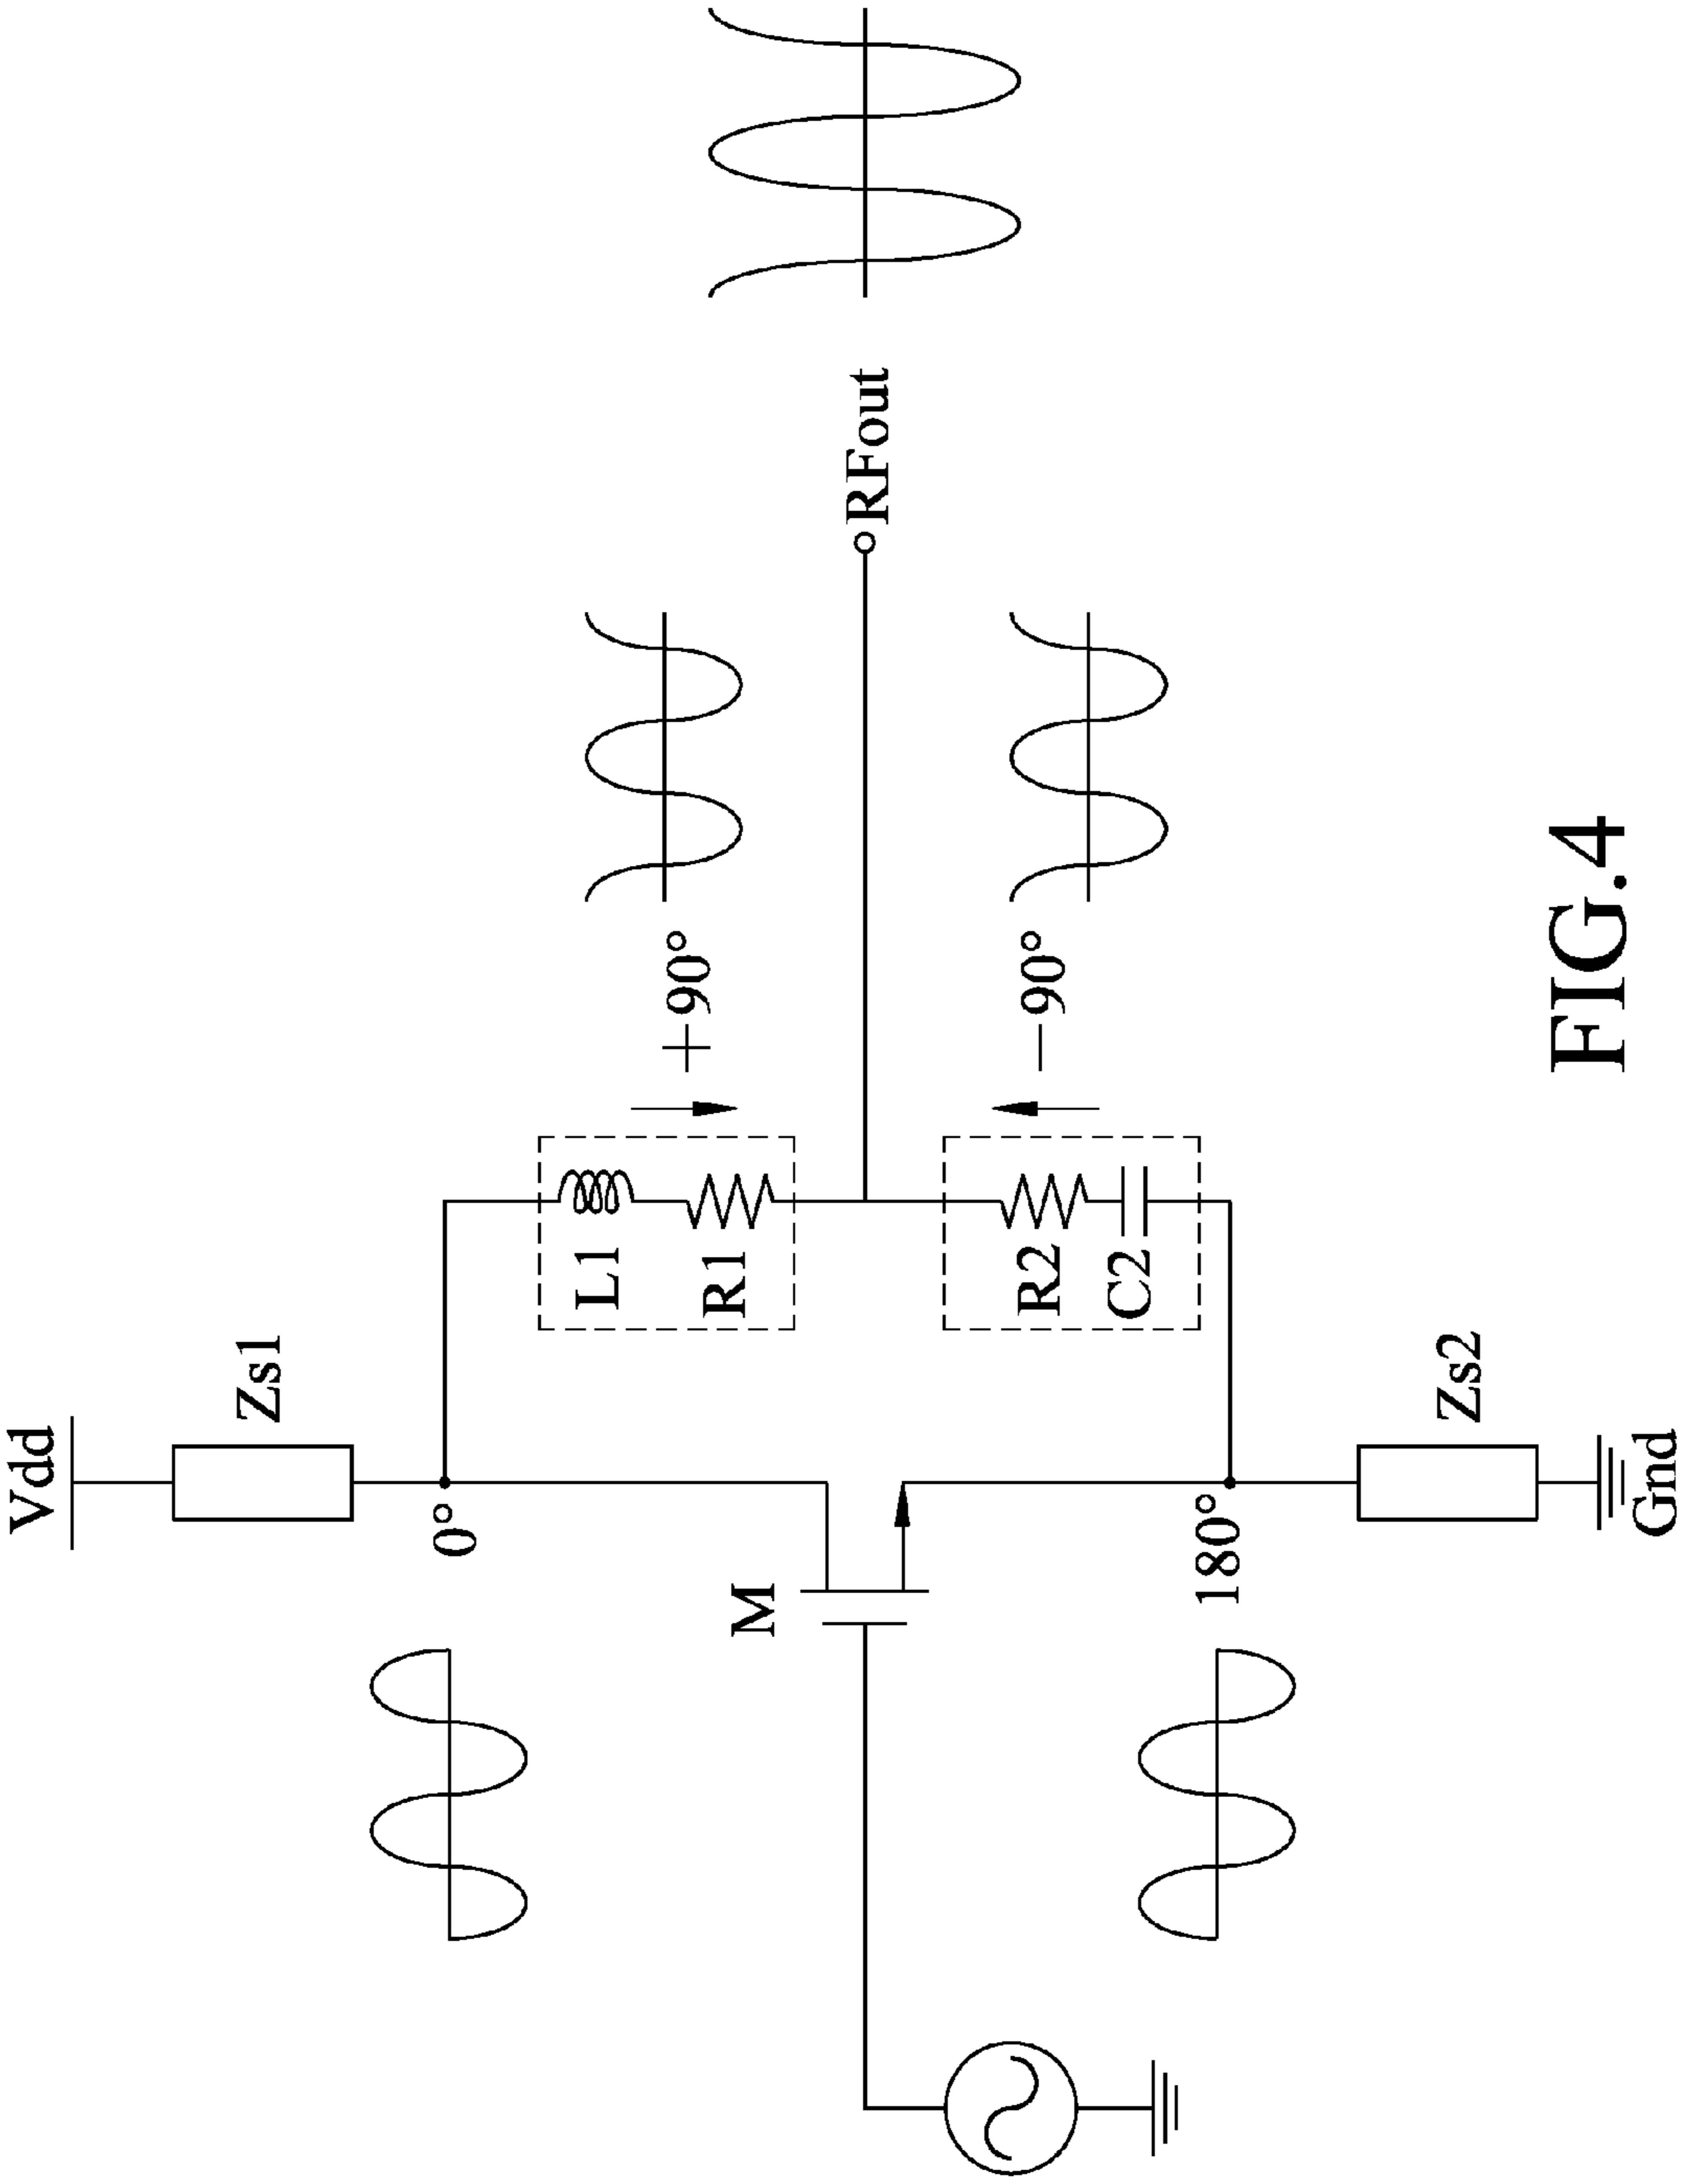 Vdd
Zs1
0°
L1
R1
+90°
M
RFout
R2
C2
−90°
180°
Zs2
Gnd
FIG.4